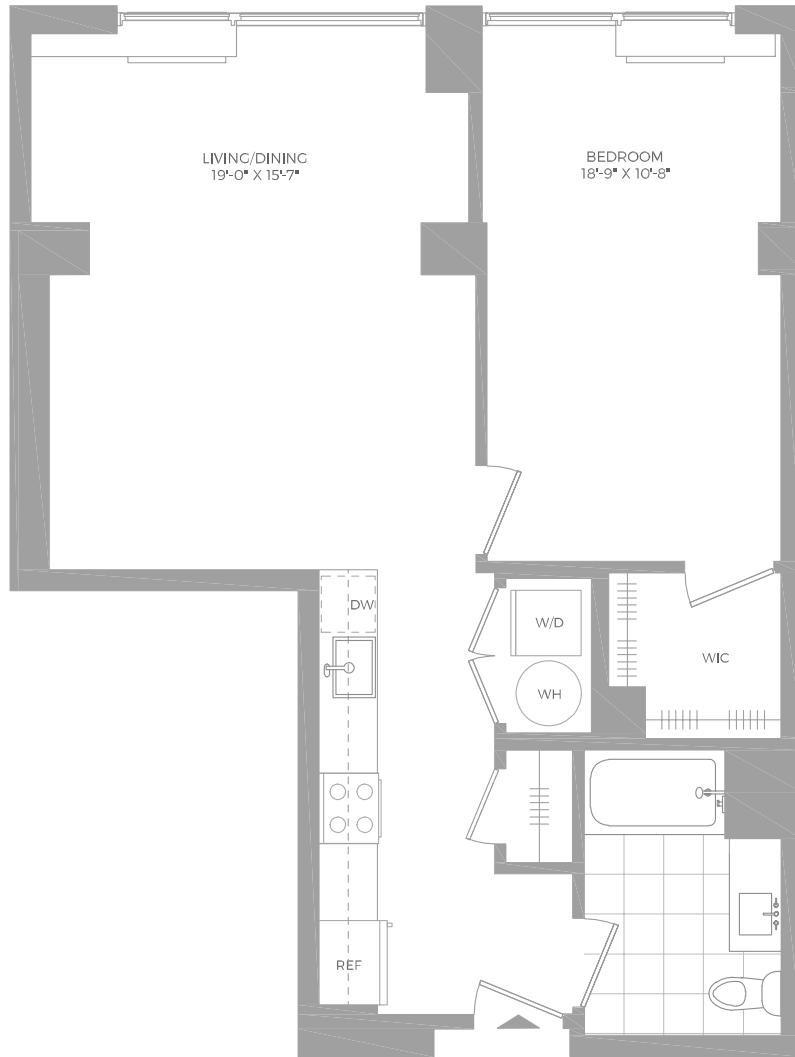 LIVING/DINING
19'-0" X 15'-7"
BEDROOM
18'-9" X 10'-8"
DW
W/D
WH
WIC
REF